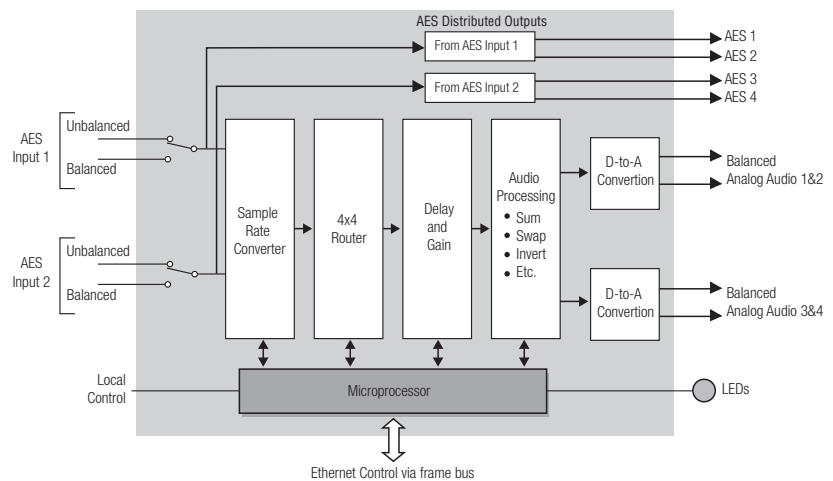 AES Distributed Outputs
From AES Input 1
AES 1
AES 2
From AES Input 2
AES 3
AES 4
AES
Input 1
Unbalanced
Balanced
AES
Input 2
Unbalanced
Balanced
Sample
Rate
Converter
4x4
Router
Delay
and
Gain
Audio
Processing
• Sum
• Swap
• Invert
• Etc.
D-to-A
Convertion
Balanced
Analog Audio 1&2
D-to-A
Convertion
Balanced
Analog Audio 3&4
Local
Control
Microprocessor
LEDs
Ethernet Control via frame bus